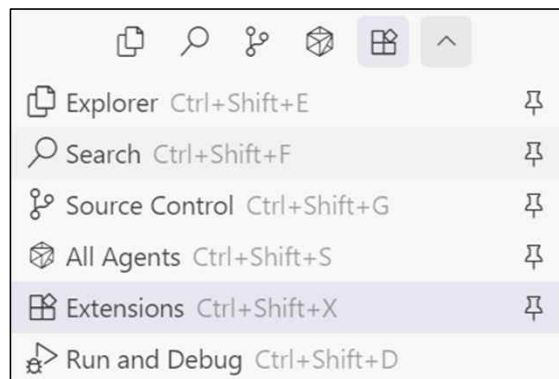 Explorer Ctrl+Shift+E
Search Ctrl+Shift+F
Source Control Ctrl+Shift+G
All Agents Ctrl+Shift+S
Extensions Ctrl+Shift+X
Run and Debug Ctrl+Shift+D